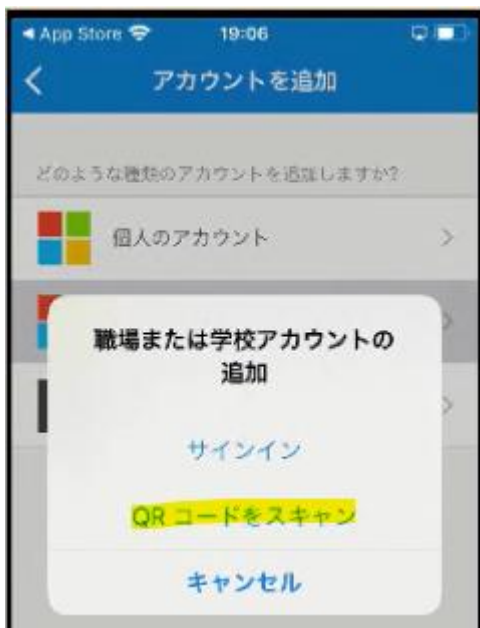 App Store
19:06
アカウントを追加
どのような種類のアカウントを追加しますか?
個人のアカウント
職場または学校アカウントの
追加
サインイン
QR コードをスキャン
キャンセル